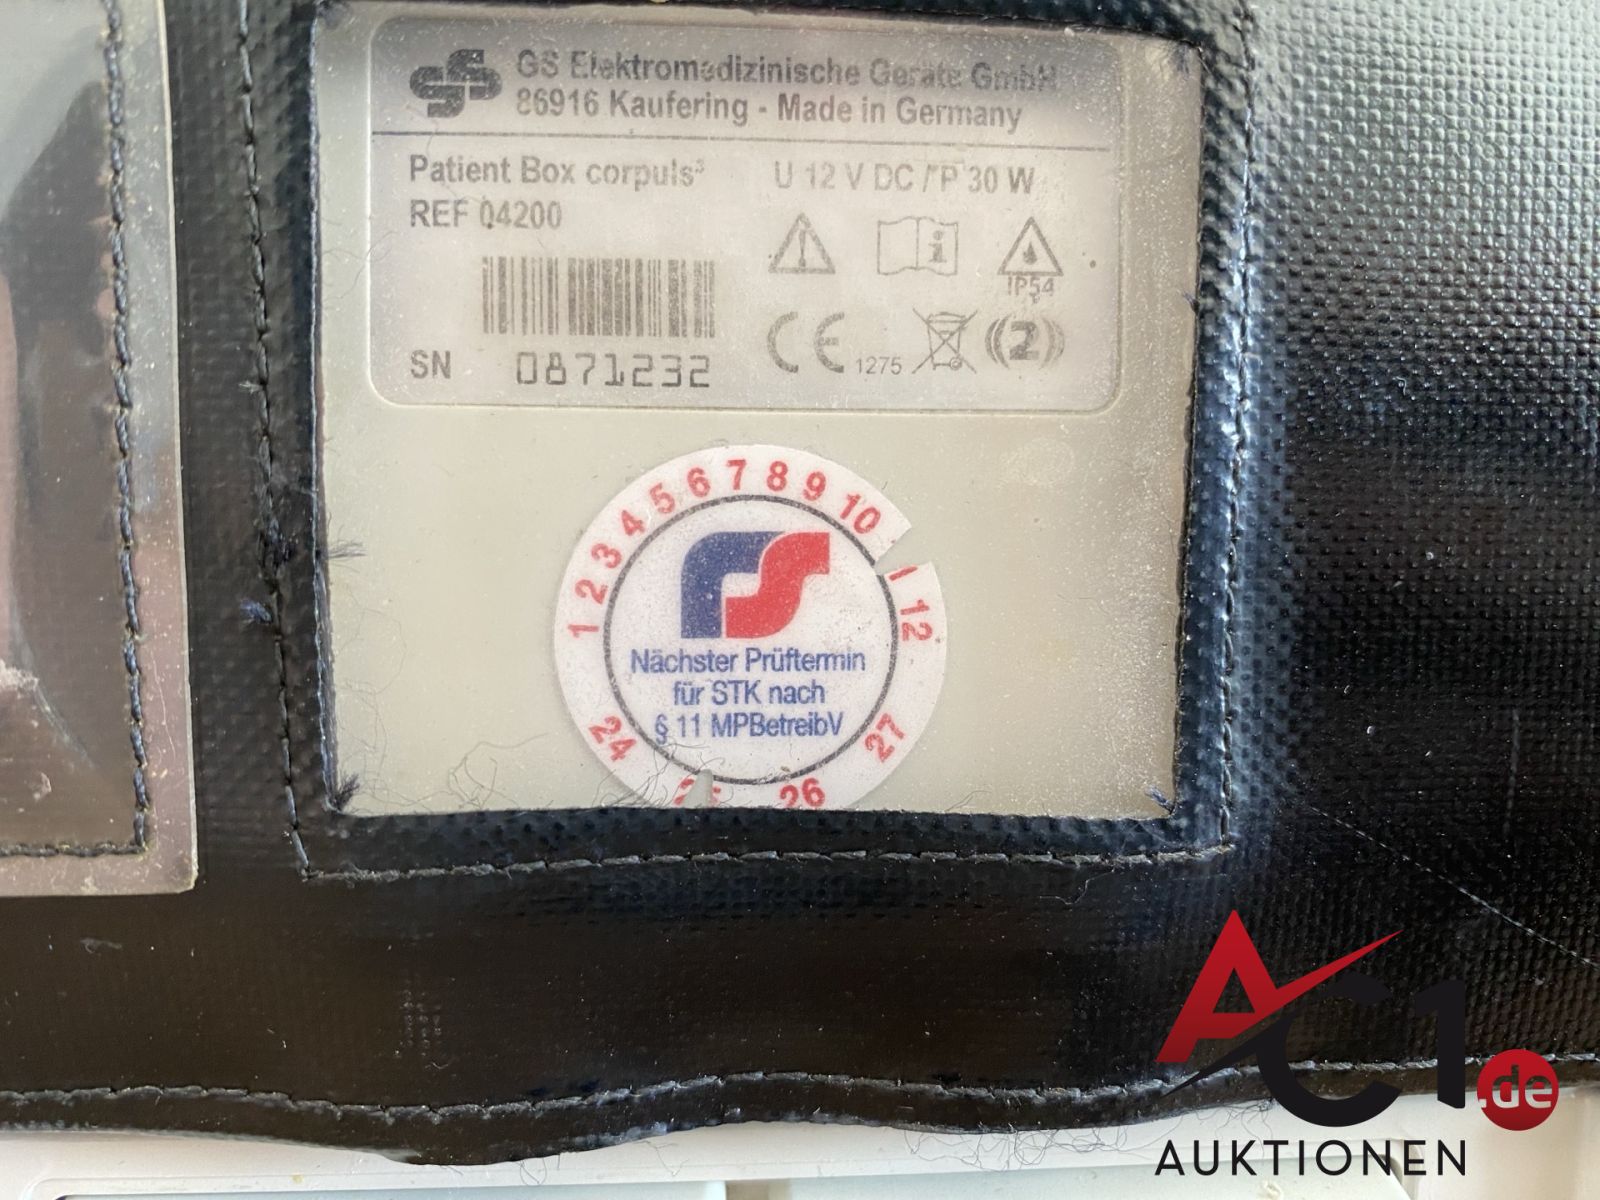 GS Elektromedizinische Geräte GmbH
86916 Kaufering - Made in Germany
Patient Box corpuls³
U 12 V DC / P 30 W
REF 04200
IP54
SN 0871232
CE 1275
((2))
1 2 3 4 5 6 7 8 9 10 12
Nächster Prüftermin
für STK nach
§ 11 MPBetreibV
24 26 27
AC1.de
AUKTIONEN